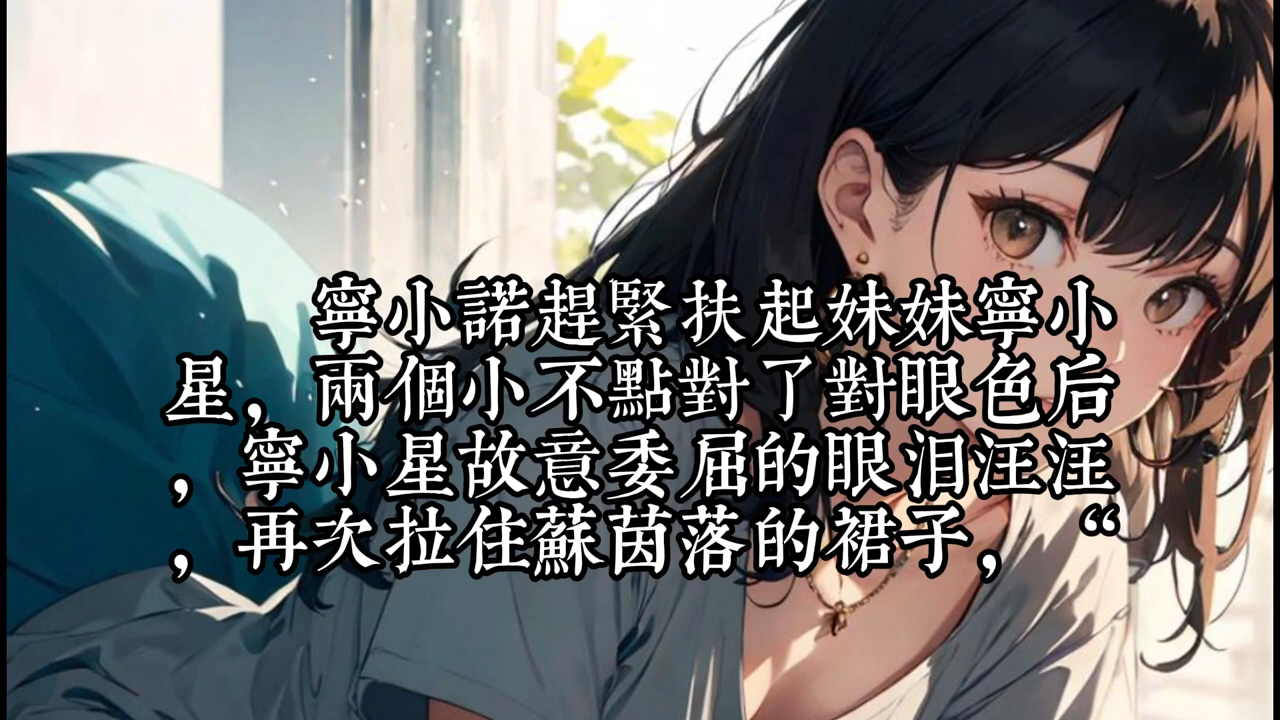 寧小諾趕緊扶起妹妹寧小
星，兩個小不點對了對眼色后
，寧小星故意委屈的眼泪汪汪
，再次拉住蘇茵落的裙子，“